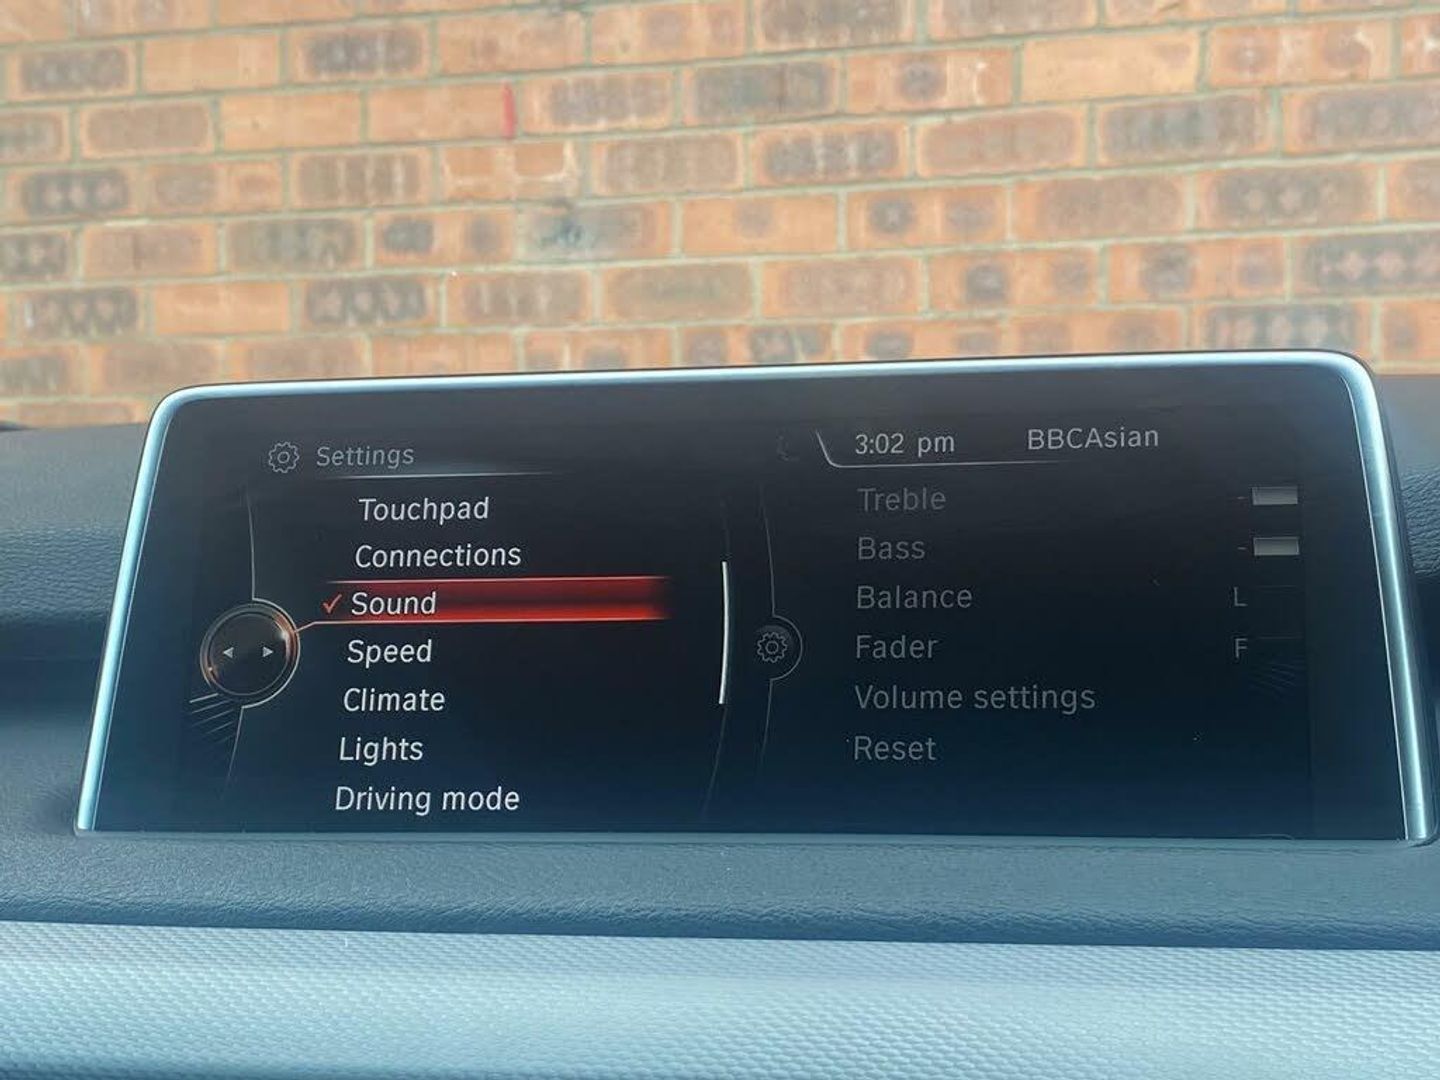 Settings
3:02 pm
BBCAsian
Touchpad
Connections
Sound
Speed
Climate
Lights
Driving mode
Treble
Bass
Balance L
Fader F
Volume settings
Reset